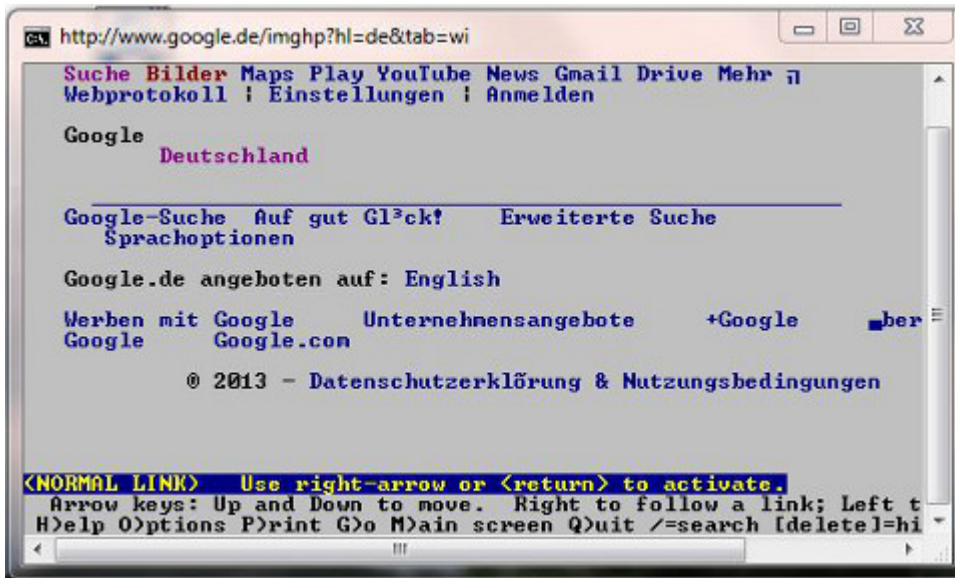 http://www.google.de/imghp?hl=de&tab=wi
Suche Bilder Maps Play YouTube News Gmail Drive Mehr
Webprotokoll | Einstellungen | Anmelden
Google
Deutschland
Google-Suche Auf gut Gl³ck! Erweiterte Suche
Sprachoptionen
Google.de angeboten auf: English
Werben mit Google Unternehmensangebote +Google ▄ber
Google Google.com
© 2013 - Datenschutzerklõrung & Nutzungsbedingungen
<NORMAL LINK> Use right-arrow or <return> to activate.
Arrow keys: Up and Down to move. Right to follow a link; Left t
H)elp O)ptions P)rint G)o M)ain screen Q)uit /=search [delete]=hi